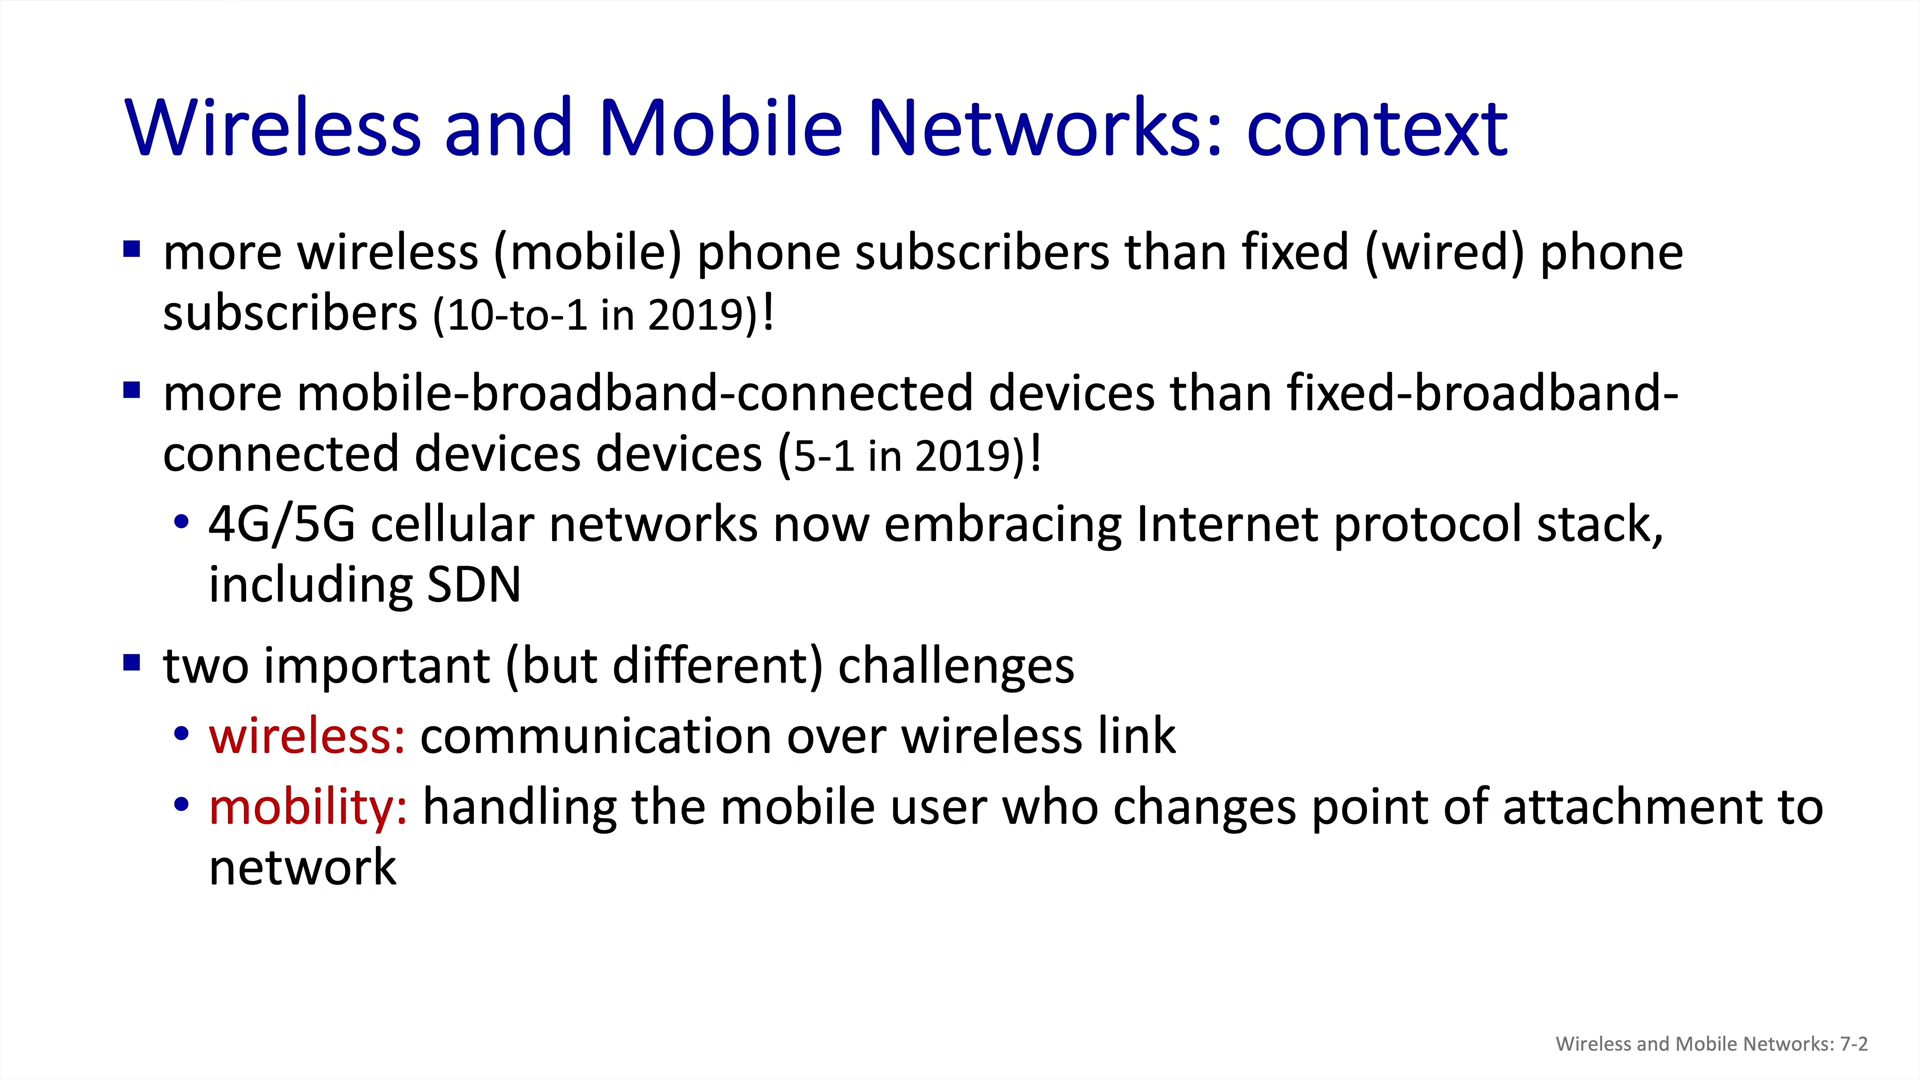 Wireless and Mobile Networks: context
▪ more wireless (mobile) phone subscribers than fixed (wired) phone
subscribers (10-to-1 in 2019)!
▪ more mobile-broadband-connected devices than fixed-broadband-
connected devices devices (5-1 in 2019)!
• 4G/5G cellular networks now embracing Internet protocol stack,
including SDN
▪ two important (but different) challenges
• wireless: communication over wireless link
• mobility: handling the mobile user who changes point of attachment to
network
Wireless and Mobile Networks: 7-2